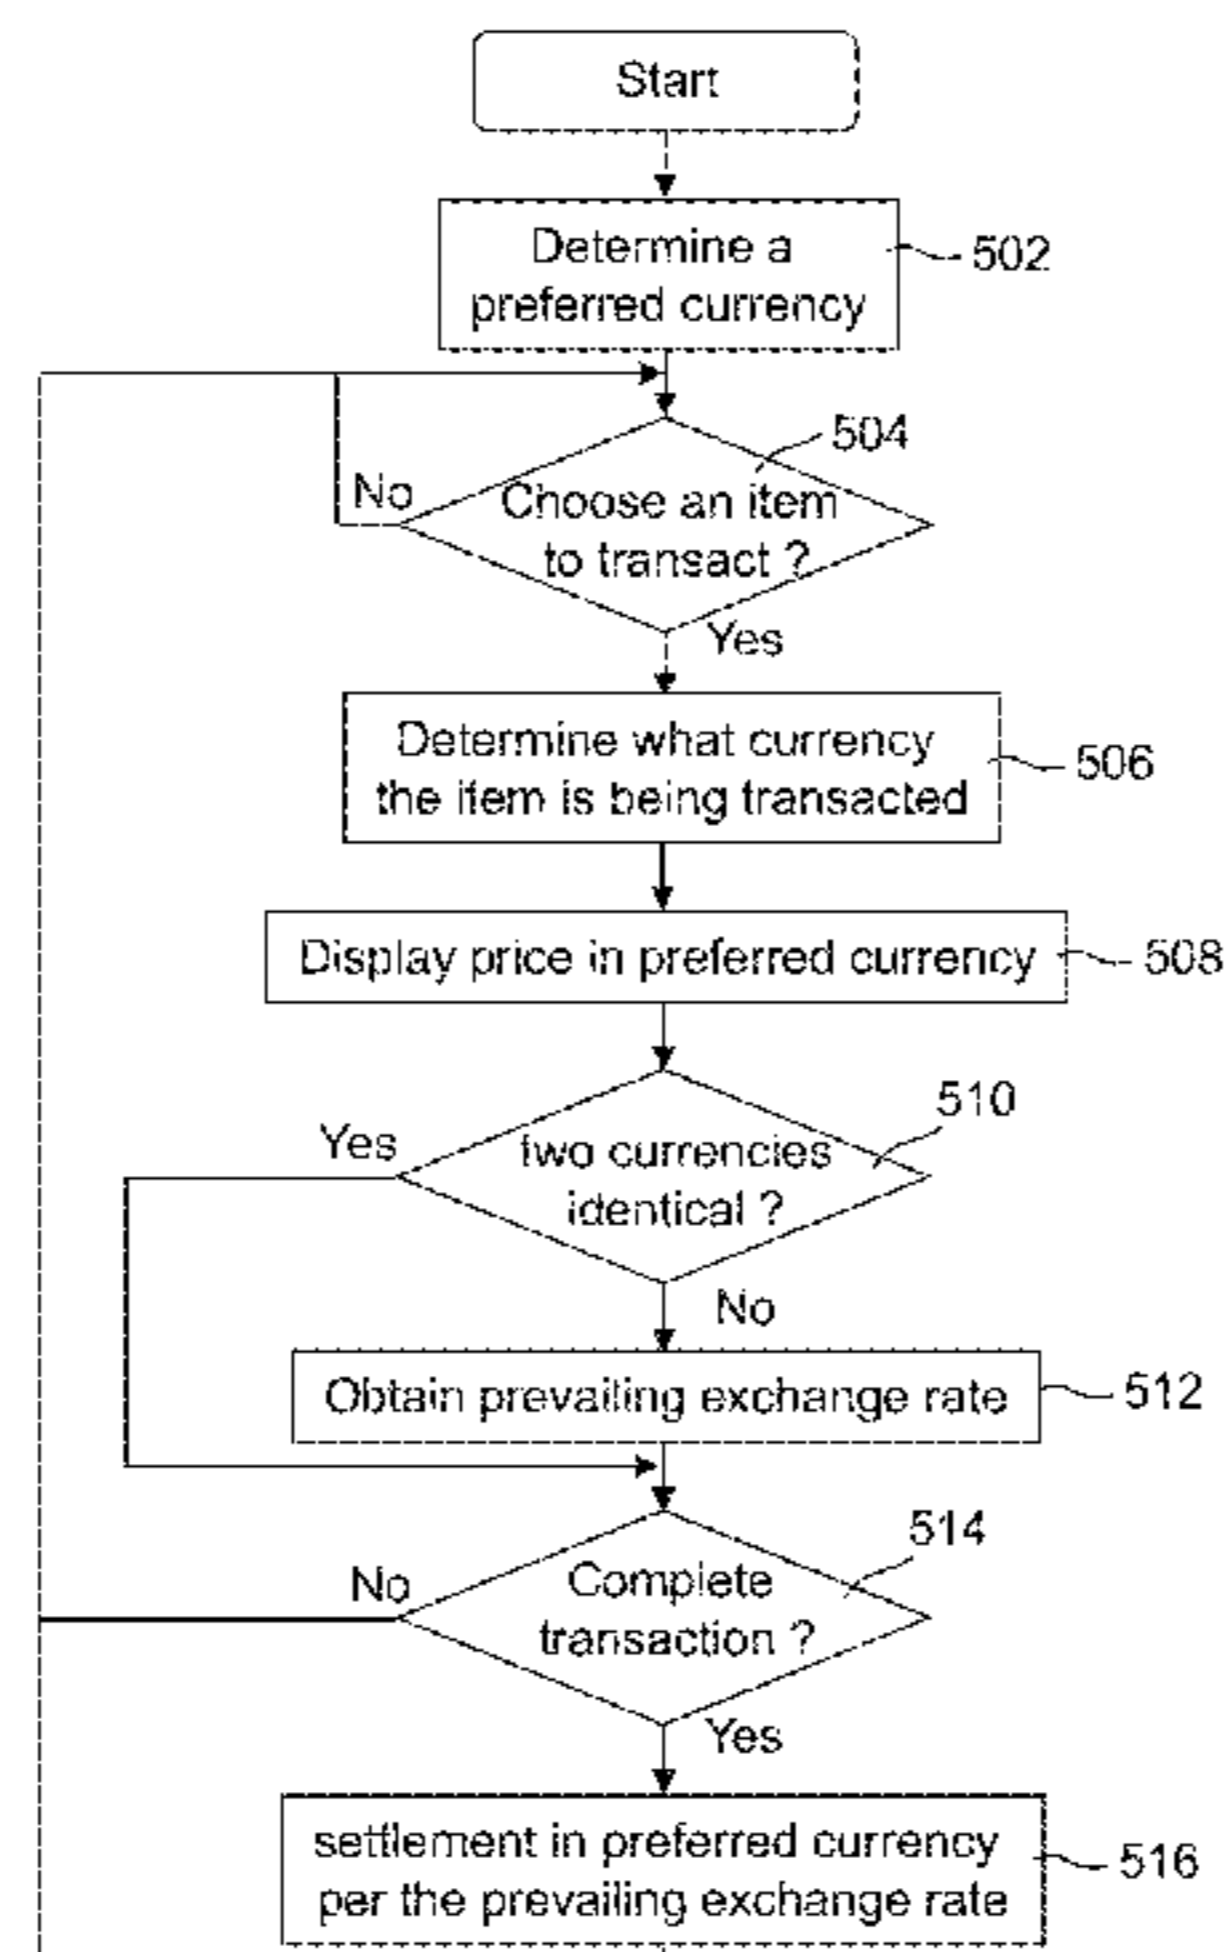 Start
Determine a
preferred currency
502
504
No
Choose an item
to transact ?
Yes
Determine what currency
the item is being transacted
506
Display price in preferred currency
508
510
Yes
two currencies
identical ?
No
Obtain prevailing exchange rate
512
514
No
Complete
transaction ?
Yes
settlement in preferred currency
per the prevailing exchange rate
516